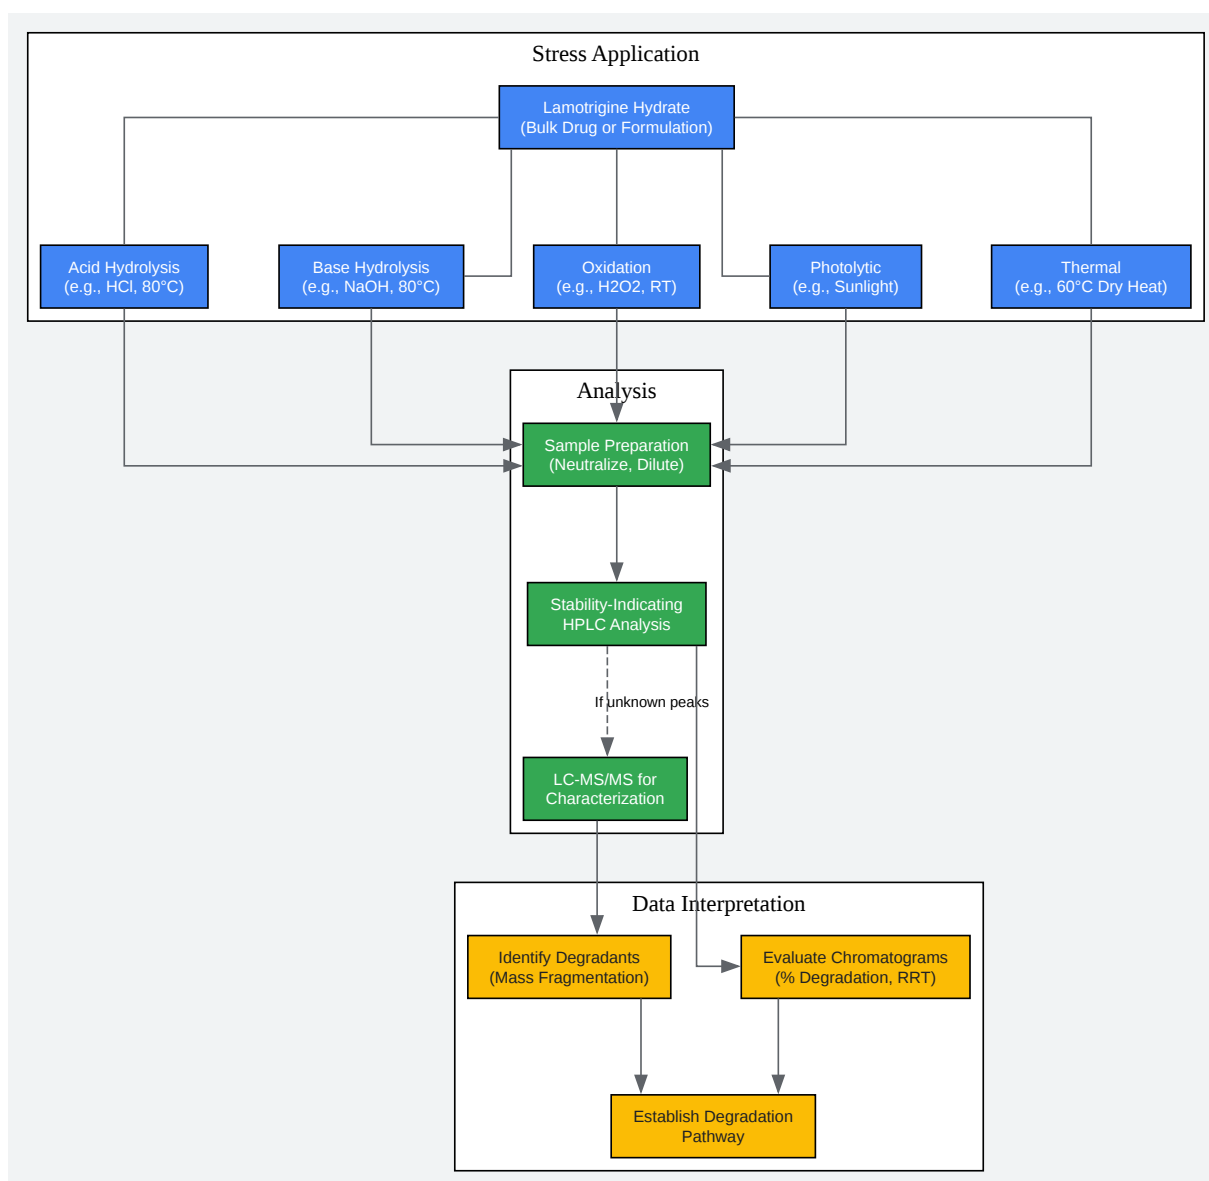 Stress Application
Lamotrigine Hydrate
(Bulk Drug or Formulation)
Acid Hydrolysis
(e.g., HCl, 80°C)
Base Hydrolysis
(e.g., NaOH, 80°C)
Oxidation
(e.g., H2O2, RT)
Photolytic
(e.g., Sunlight)
Thermal
(e.g., 60°C Dry Heat)
Analysis
Sample Preparation
(Neutralize, Dilute)
Stability-Indicating
HPLC Analysis
If unknown peaks
LC-MS/MS for
Characterization
Data Interpretation
Identify Degradants
(Mass Fragmentation)
Evaluate Chromatograms
(% Degradation, RRT)
Establish Degradation
Pathway